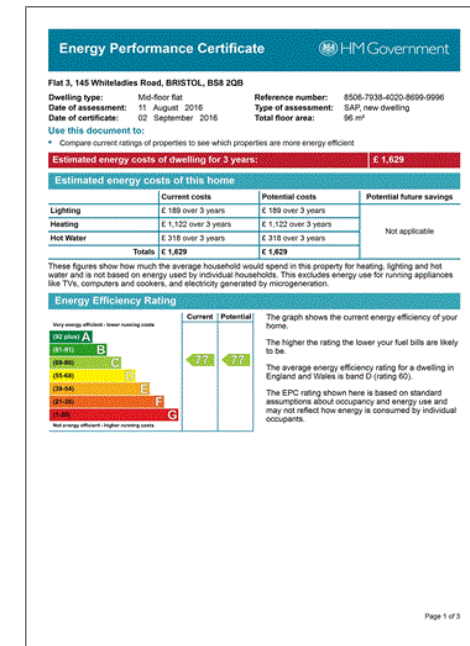 Energy Performance Certificate
HM Government
Flat 3, 145 Whiteladies Road, BRISTOL, BS8 2QB
Dwelling type: Mid-floor flat
Date of assessment: 11 August 2016
Date of certificate: 02 September 2016
Reference number: 8506-7938-4020-8699-9996
Type of assessment: SAP, new dwelling
Total floor area: 96 m²
Use this document to:
• Compare current ratings of properties to see which properties are more energy efficient
Estimated energy costs of dwelling for 3 years: £ 1,629
Estimated energy costs of this home
Current costs Potential costs Potential future savings
Lighting £ 189 over 3 years £ 189 over 3 years
Heating £ 1,122 over 3 years £ 1,122 over 3 years
Not applicable
Hot Water £ 318 over 3 years £ 318 over 3 years
Totals £ 1,629 £ 1,629
These figures show how much the average household would spend in this property for heating, lighting and hot
water and is not based on energy used by individual households. This excludes energy use for running appliances
like TVs, computers and cookers, and electricity generated by microgeneration.
Energy Efficiency Rating
Current Potential
Very energy efficient - lower running costs
(92 plus) A
(81-91) B
(69-80) C
(55-68) D
(39-54) E
(21-38) F
(1-20) G
77 77
Not energy efficient - higher running costs
The graph shows the current energy efficiency of your
home.
The higher the rating the lower your fuel bills are likely
to be.
The average energy efficiency rating for a dwelling in
England and Wales is band D (rating 60).
The EPC rating shown here is based on standard
assumptions about occupancy and energy use and
may not reflect how energy is consumed by individual
occupants.
Page 1 of 3